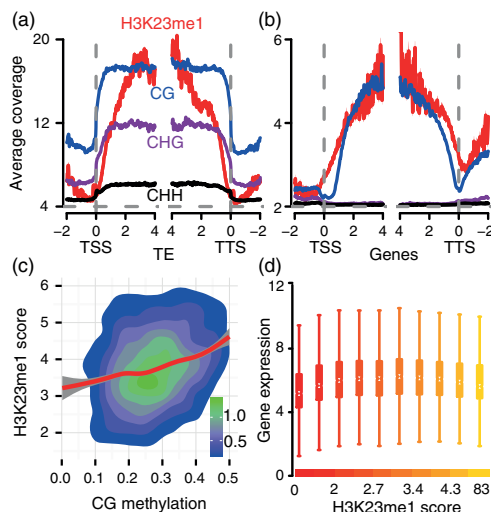 (a) H3K23me1 (b)
20
12
4
Average coverage
CG
CHG
CHH
−2 0 2 4 4 2 0 −2
TSS TE TTS
6
4
2
−2 0 2 4 4 2 0 −2
TSS Genes TTS
(c)
6
5
4
3
2
H3K23me1 score
1.0
0.5
0.0 0.1 0.2 0.3 0.4 0.5
CG methylation
(d)
12
8
4
0
Gene expression
0 2 2.7 3.4 4.3 83
H3K23me1 score